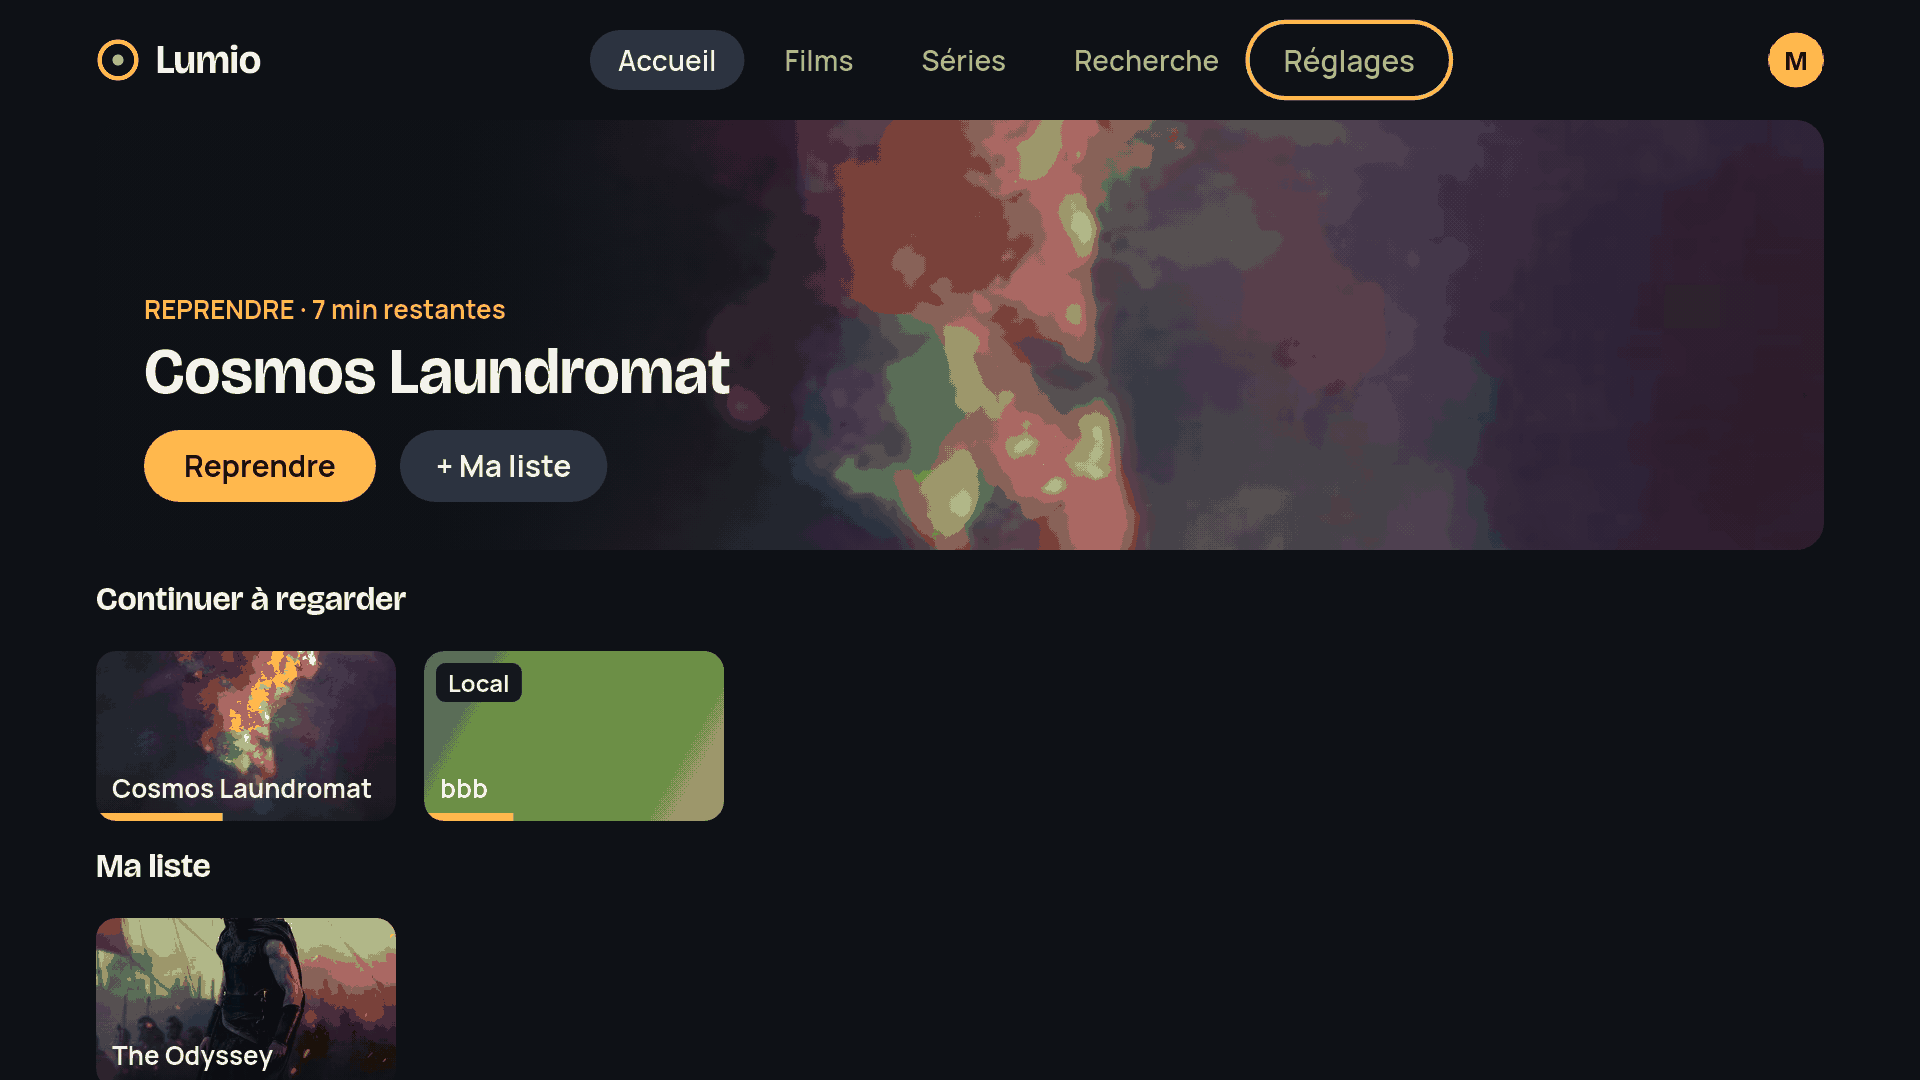 Lumio
Accueil
Films
Séries
Recherche
Réglages
M
REPRENDRE · 7 min restantes
Cosmos Laundromat
Reprendre
+ Ma liste
Continuer à regarder
Cosmos Laundromat
Local
bbb
Ma liste
The Odyssey